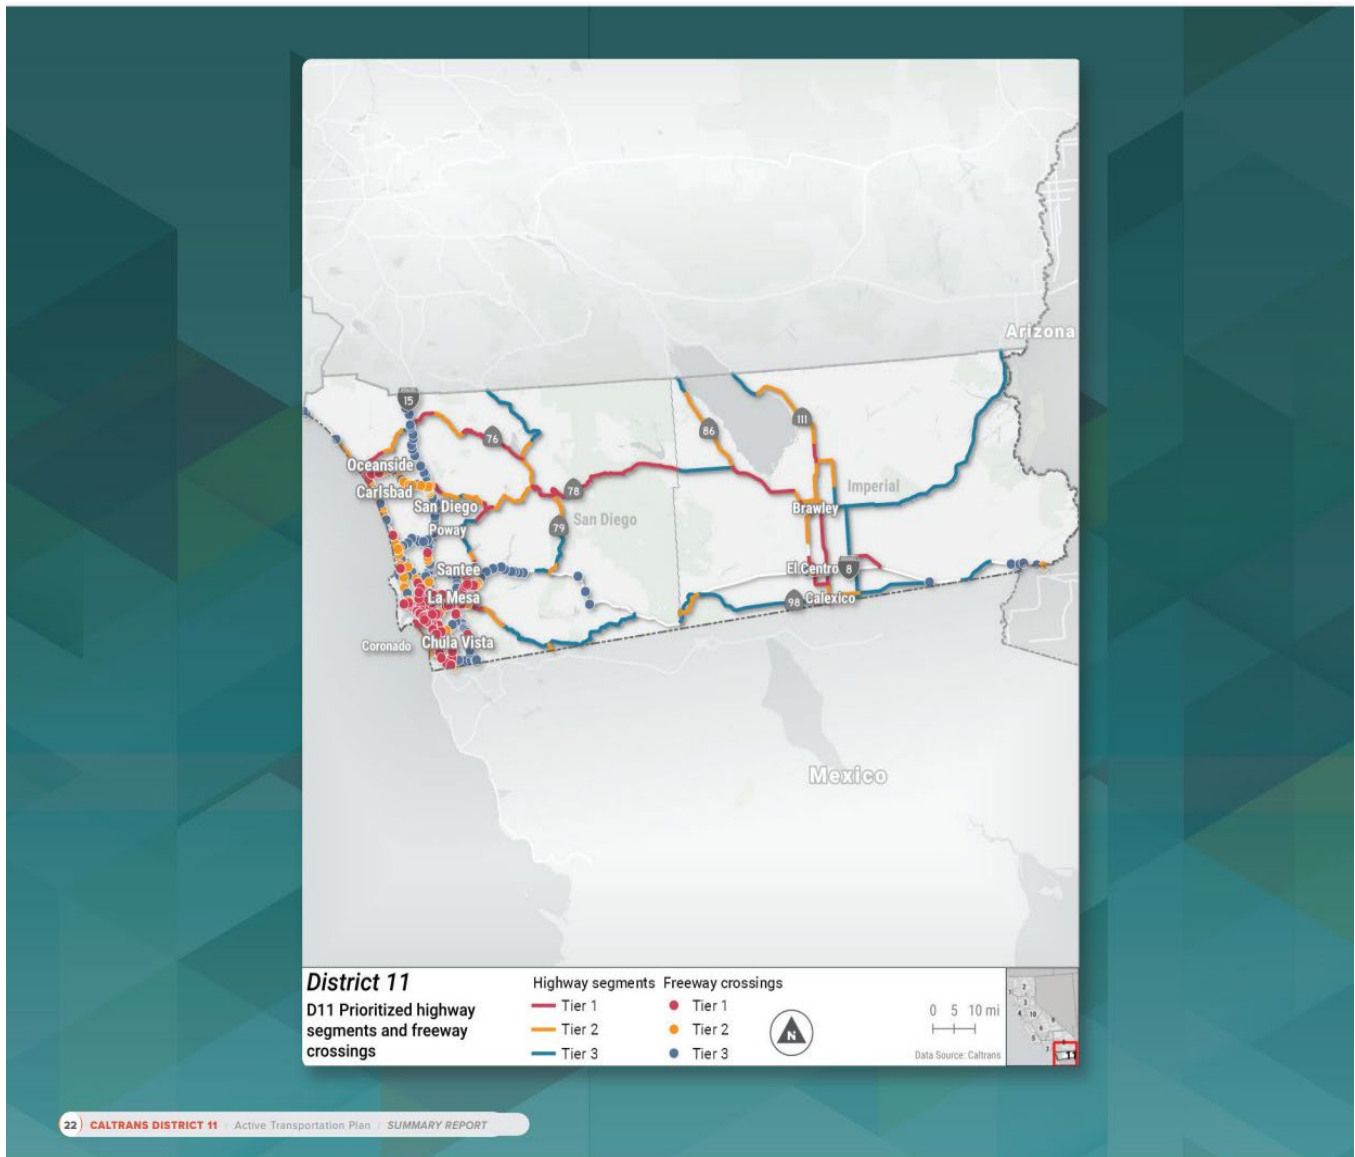 Arizona
15
76
86
111
Oceanside
Carlsbad
San Diego
78
Imperial
Brawley
Poway
79
San Diego
Santee
El Centro
8
La Mesa
98
Calexico
Coronado
Chula Vista
Mexico
District 11
D11 Prioritized highway
segments and freeway
crossings
Highway segments
Tier 1
Tier 2
Tier 3
Freeway crossings
Tier 1
Tier 2
Tier 3
N
0 5 10 mi
Data Source: Caltrans
22 CALTRANS DISTRICT 11 | Active Transportation Plan | SUMMARY REPORT